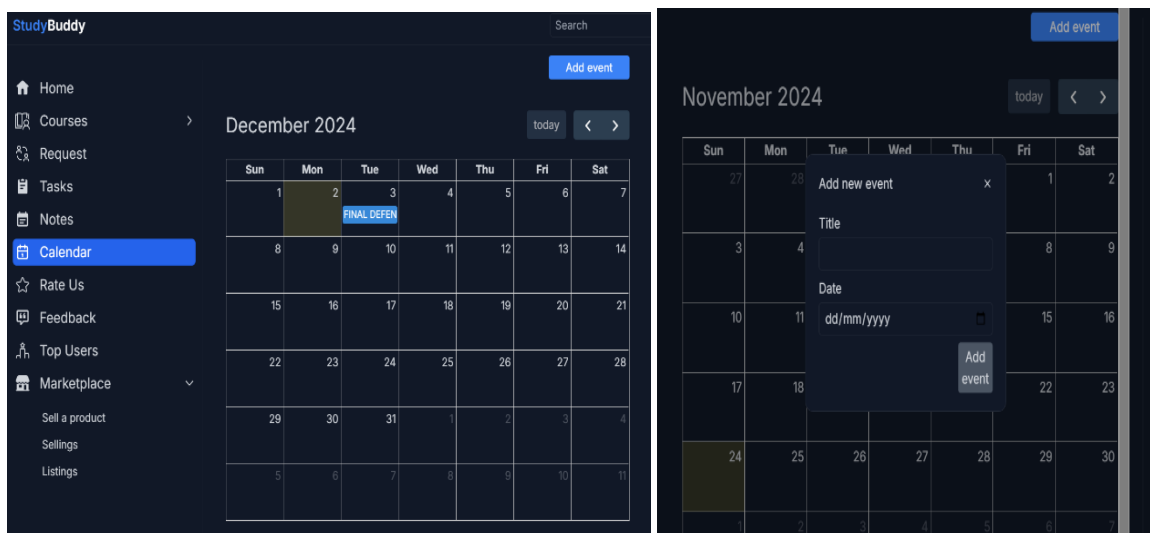 StudyBuddy
Search
Add event
Home
Courses
Request
Tasks
Notes
Calendar
Rate Us
Feedback
Top Users
Marketplace
Sell a product
Sellings
Listings
December 2024
today
Sun Mon Tue Wed Thu Fri Sat
1 2 3 4 5 6 7
FINAL DEFEN
8 9 10 11 12 13 14
15 16 17 18 19 20 21
22 23 24 25 26 27 28
29 30 31 1 2 3 4
5 6 7 8 9 10 11
Add event
November 2024
today
Sun Mon Tue Wed Thu Fri Sat
27 28 1 2
3 4 8 9
10 11 15 16
17 18 22 23
24 25 26 27 28 29 30
1 2 3 4 5 6 7
Add new event x
Title
Date
dd/mm/yyyy
Add
event